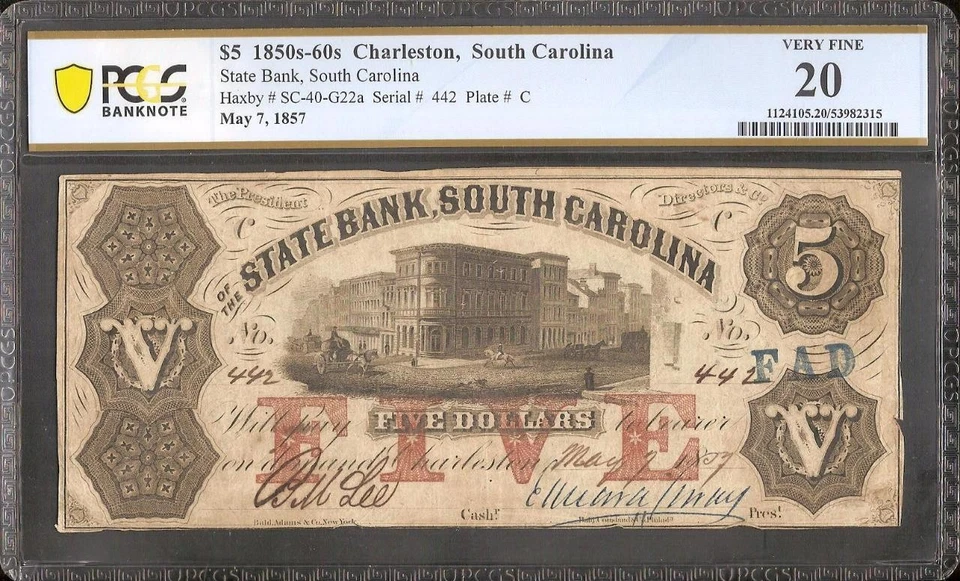 $5 1850s-60s Charleston, South Carolina
State Bank, South Carolina
Haxby # SC-40-G22a Serial # 442 Plate # C
May 7, 1857
PCGS
BANKNOTE
VERY FINE
20
1124105.20/53982315
The President Directors & Co
C C
OF THE STATE BANK, SOUTH CAROLINA
5
No. No.
442 442
FAD
V V
Will pay FIVE DOLLARS to bearer
FIVE
on demand Charleston May 7 1857
Cash! Pres!
Bald, Adams & Co, New York